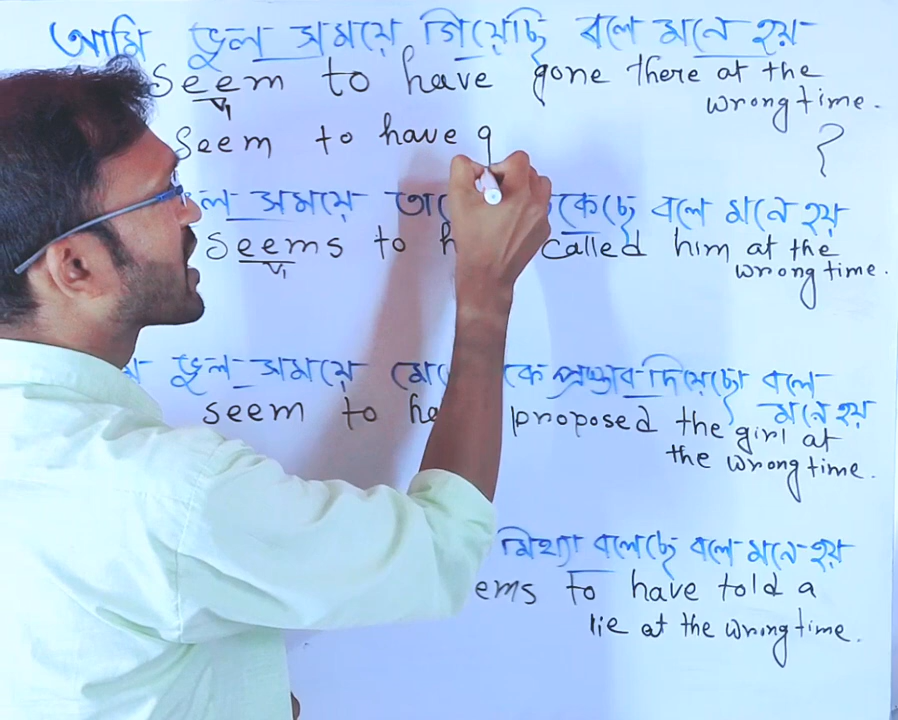 আমি ভুল সময়ে গিয়েছি বলে মনে হয়
seem to have gone there at the
wrong time.
V1
seem to have g
?
সময়ে বলে মনে হয়
seems to called him at the
wrong time.
V1
ভুল সময়ে প্রস্তাব দিয়েছো বলে
মনে হয়
seem to proposed the girl at
the wrong time.
মিথ্যা বলেছে বলে মনে হয়
to have told a
lie at the wrong time.